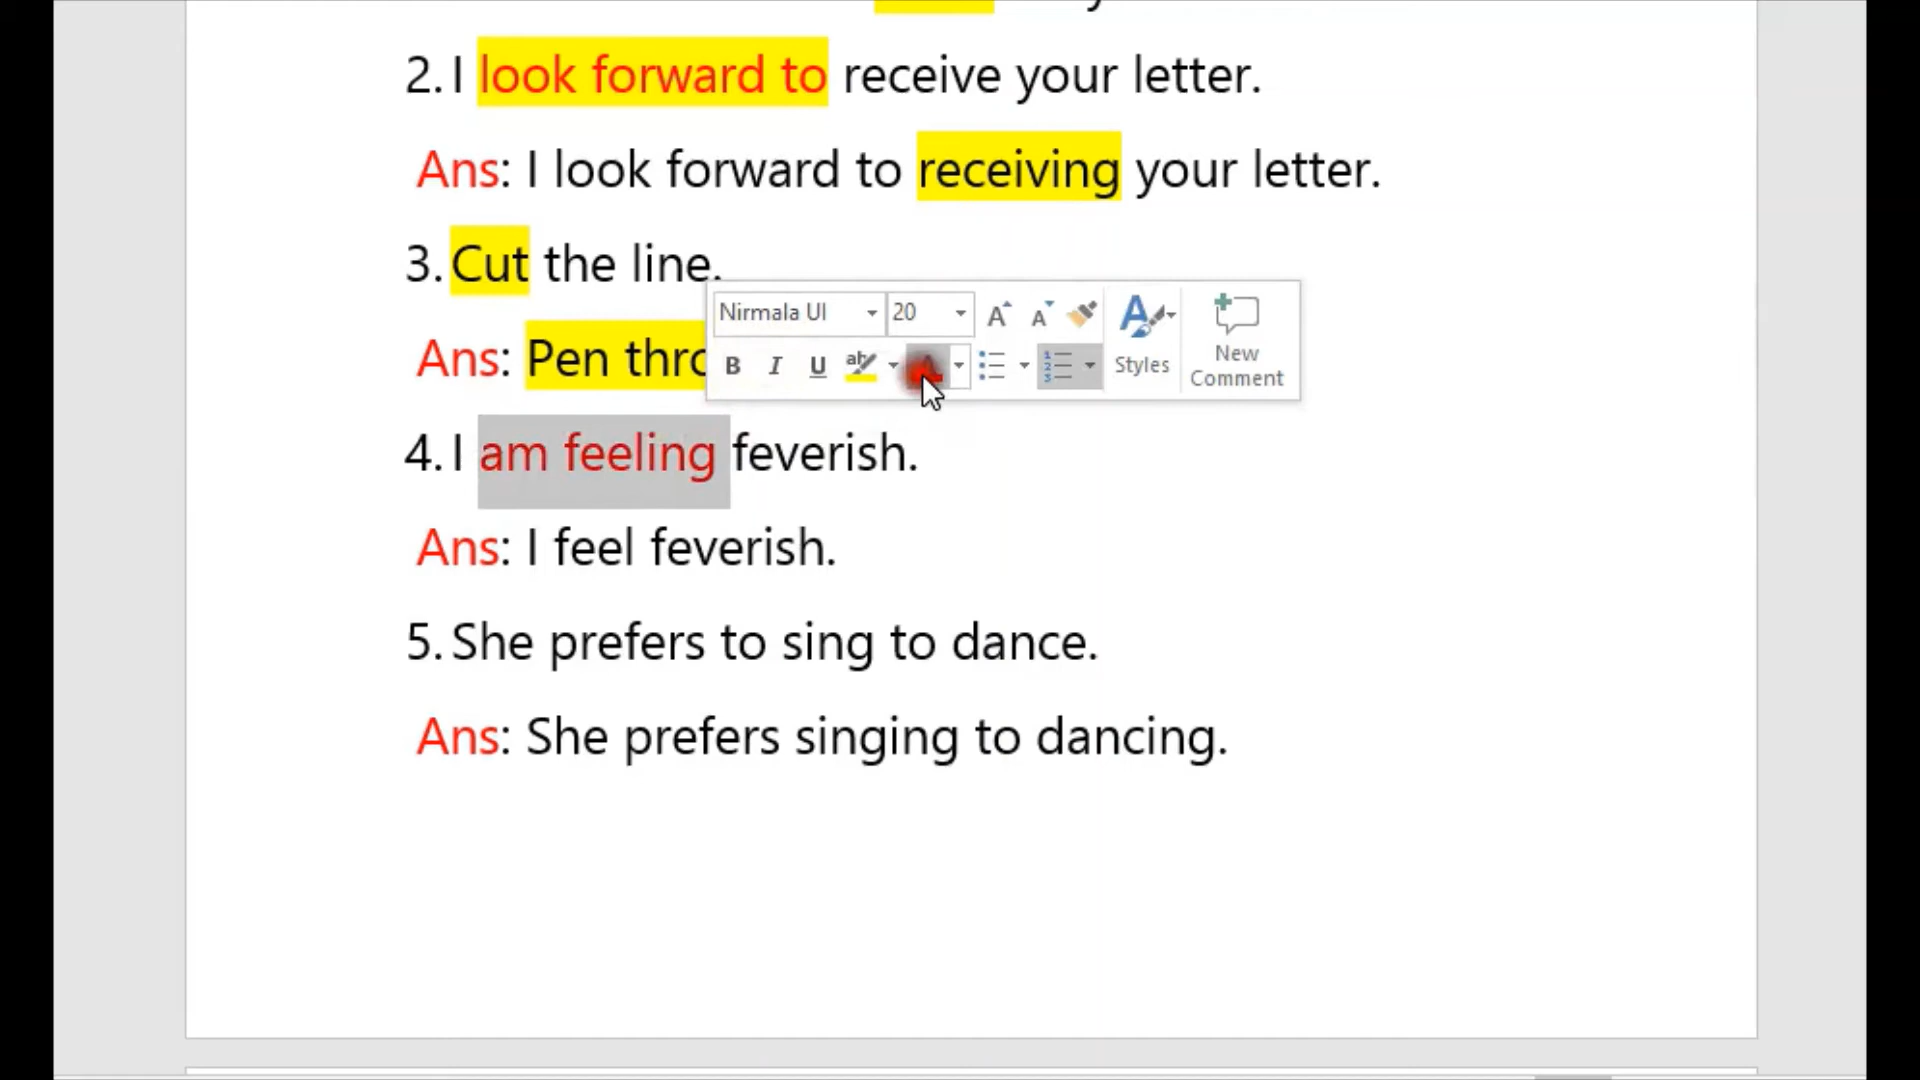 2. I look forward to receive your letter.
Ans: I look forward to receiving your letter.
3. Cut the line.
Nirmala UI 20
Ans: Pen
B I U Styles New Comment
4. I am feeling feverish.
Ans: I feel feverish.
5. She prefers to sing to dance.
Ans: She prefers singing to dancing.